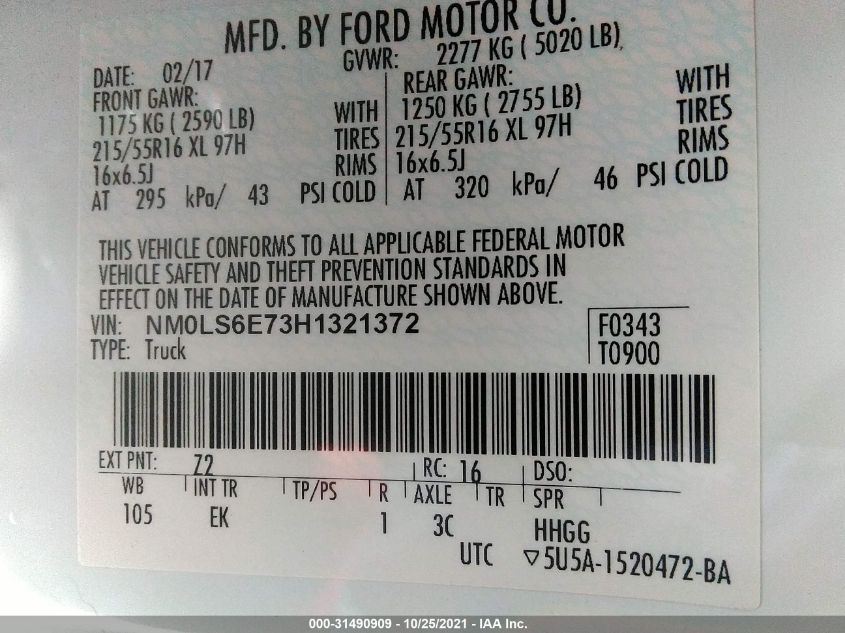 MFD. BY FORD MOTOR CO.
DATE: 02/17 GVWR: 2277 KG ( 5020 LB)
FRONT GAWR: REAR GAWR:
1175 KG ( 2590 LB) WITH 1250 KG ( 2755 LB) WITH
215/55R16 XL 97H TIRES 215/55R16 XL 97H TIRES
16x6.5J RIMS 16x6.5J RIMS
AT 295 kPa/ 43 PSI COLD AT 320 kPa/ 46 PSI COLD
THIS VEHICLE CONFORMS TO ALL APPLICABLE FEDERAL MOTOR
VEHICLE SAFETY AND THEFT PREVENTION STANDARDS IN
EFFECT ON THE DATE OF MANUFACTURE SHOWN ABOVE.
VIN: NM0LS6E73H1321372 F0343
TYPE: Truck T0900
EXT PNT: Z2 RC: 16 DSO:
WB INT TR TP/PS R AXLE TR SPR
105 EK 1 3C HHGG
UTC ▽5U5A-1520472-BA
000-31490909 - 10/25/2021 - IAA Inc.